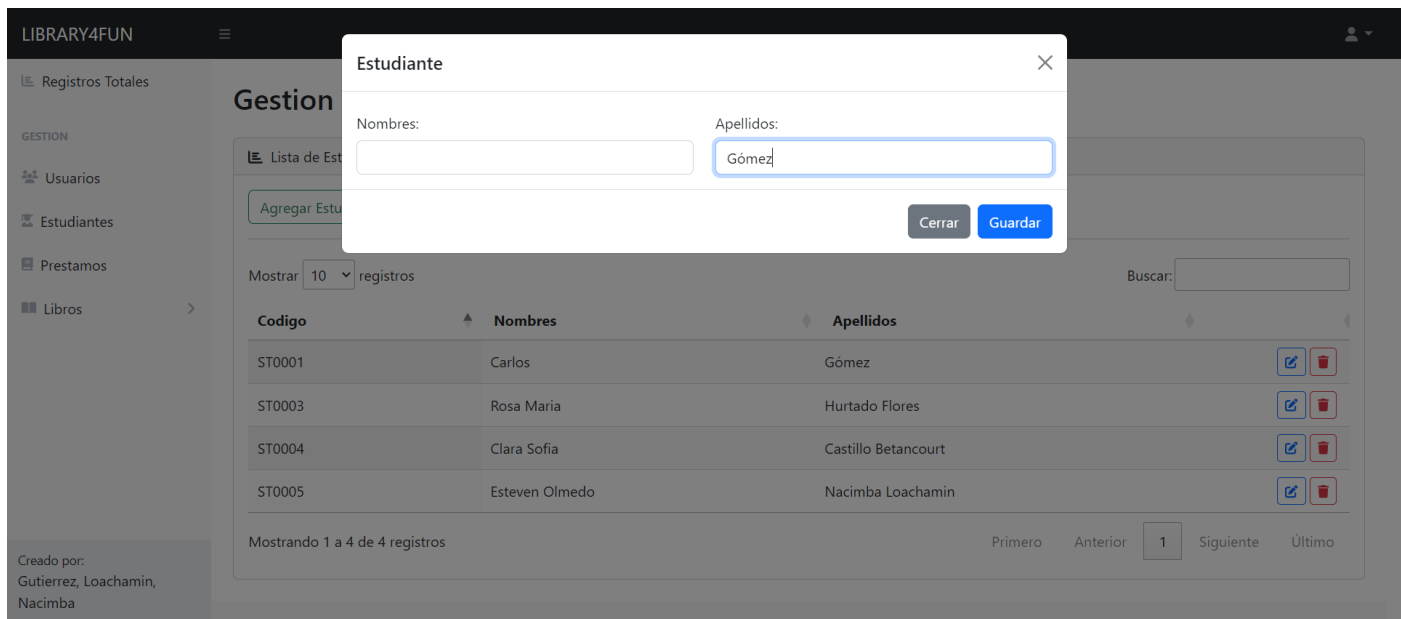 LIBRARY4FUN
Registros Totales
GESTION
Usuarios
Estudiantes
Prestamos
Libros
Creado por:
Gutierrez, Loachamin,
Nacimba
Estudiante
Nombres:
Apellidos:
Gómez
Cerrar
Guardar
Gestion
Lista de Est
Agregar Estu
Mostrar 10 registros
Buscar:
Codigo Nombres Apellidos
ST0001 Carlos Gómez
ST0003 Rosa Maria Hurtado Flores
ST0004 Clara Sofia Castillo Betancourt
ST0005 Esteven Olmedo Nacimba Loachamin
Mostrando 1 a 4 de 4 registros
Primero Anterior 1 Siguiente Último